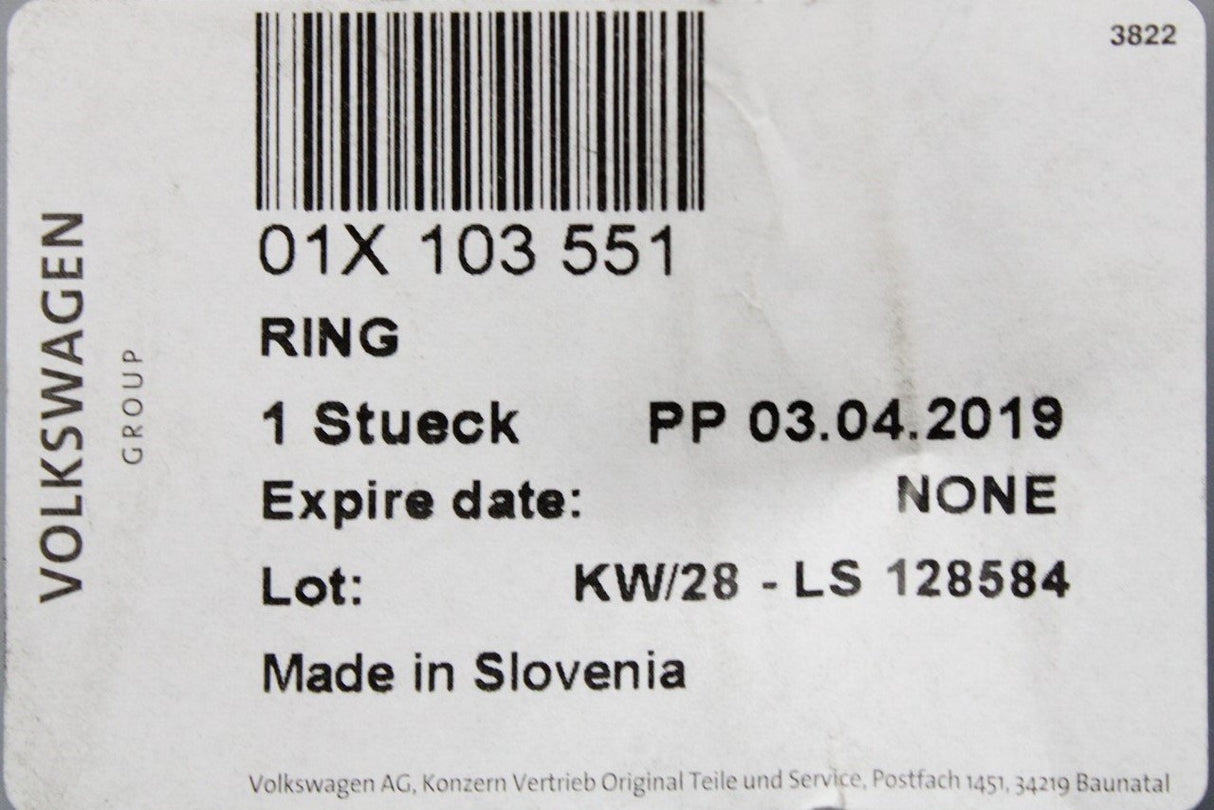 3822
01X 103 551
RING
1 Stueck PP 03.04.2019
Expire date: NONE
Lot: KW/28 - LS 128584
Made in Slovenia
VOLKSWAGEN
GROUP
Volkswagen AG, Konzern Vertrieb Original Teile und Service, Postfach 1451, 34219 Baunatal